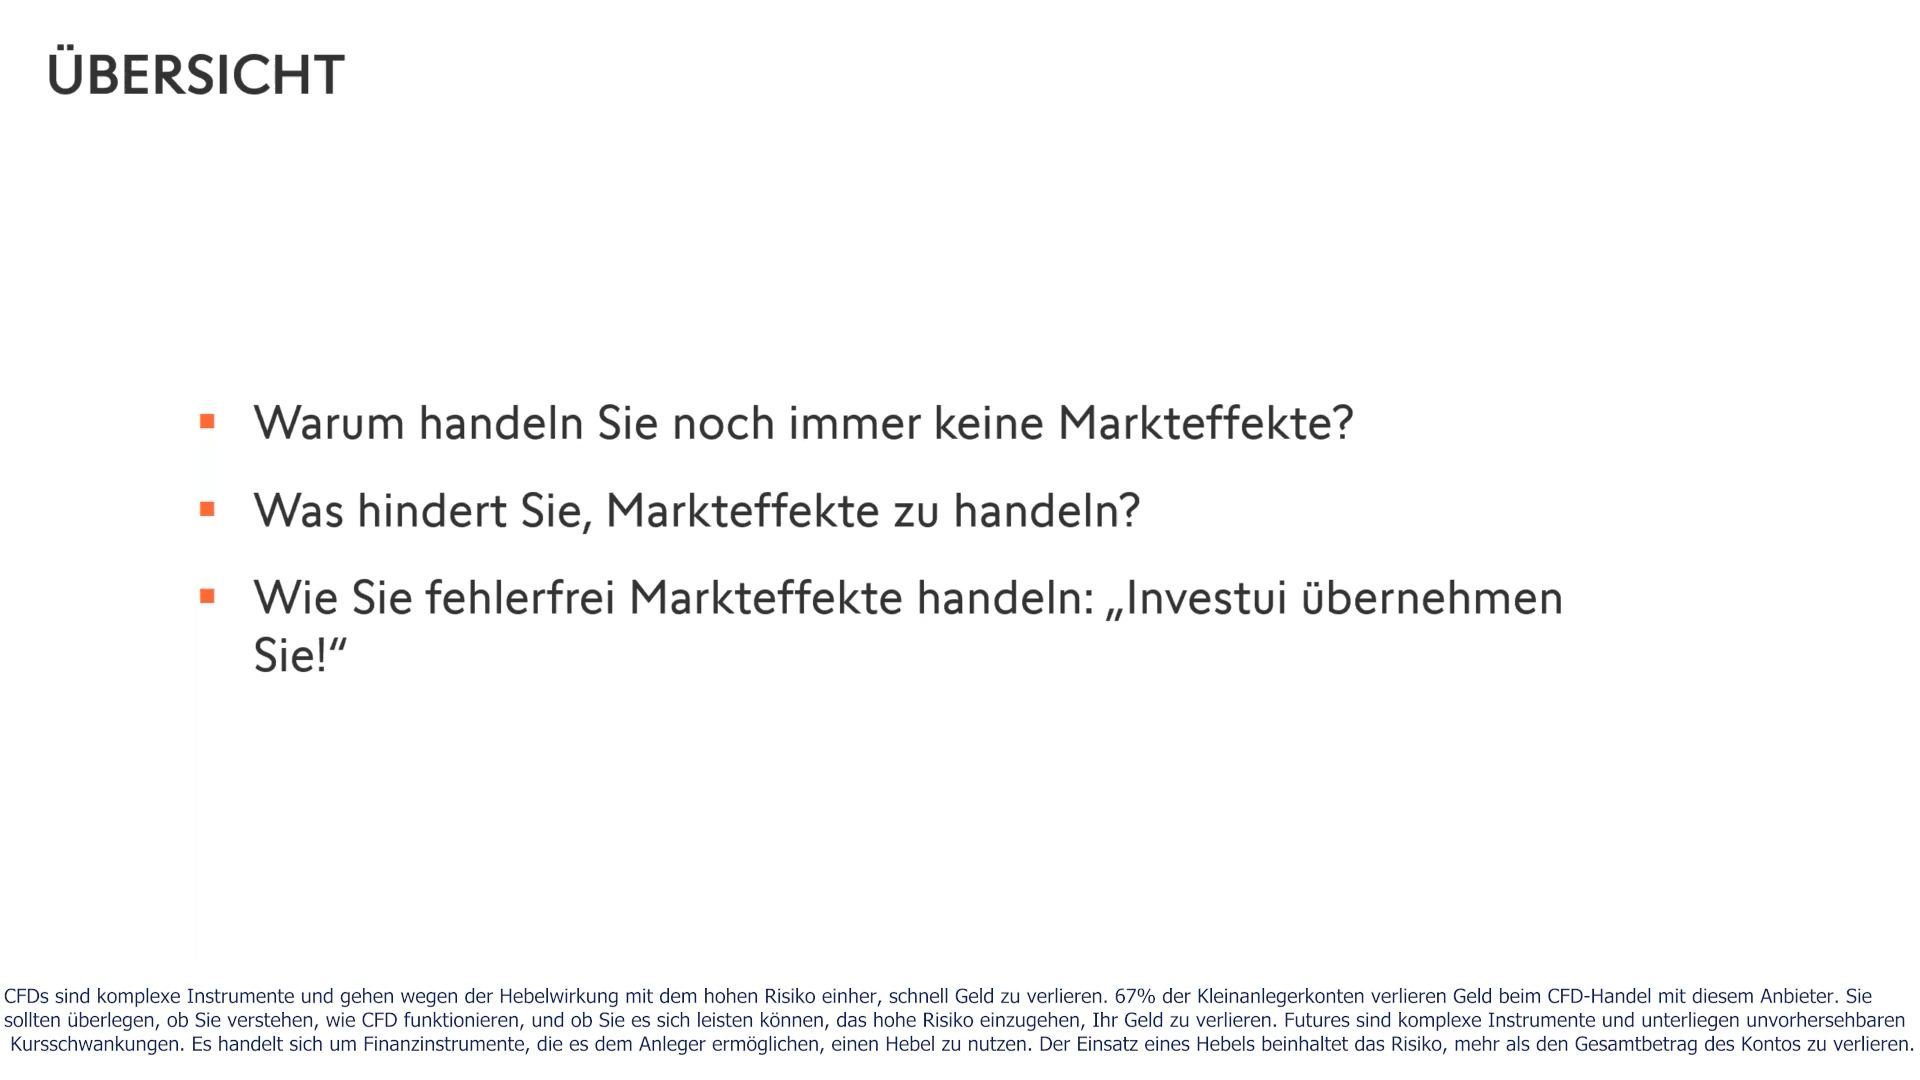 ÜBERSICHT
▪ Warum handeln Sie noch immer keine Markteffekte?
▪ Was hindert Sie, Markteffekte zu handeln?
▪ Wie Sie fehlerfrei Markteffekte handeln: „Investui übernehmen
Sie!“
CFDs sind komplexe Instrumente und gehen wegen der Hebelwirkung mit dem hohen Risiko einher, schnell Geld zu verlieren. 67% der Kleinanlegerkonten verlieren Geld beim CFD-Handel mit diesem Anbieter. Sie
sollten überlegen, ob Sie verstehen, wie CFD funktionieren, und ob Sie es sich leisten können, das hohe Risiko einzugehen, Ihr Geld zu verlieren. Futures sind komplexe Instrumente und unterliegen unvorhersehbaren
Kursschwankungen. Es handelt sich um Finanzinstrumente, die es dem Anleger ermöglichen, einen Hebel zu nutzen. Der Einsatz eines Hebels beinhaltet das Risiko, mehr als den Gesamtbetrag des Kontos zu verlieren.